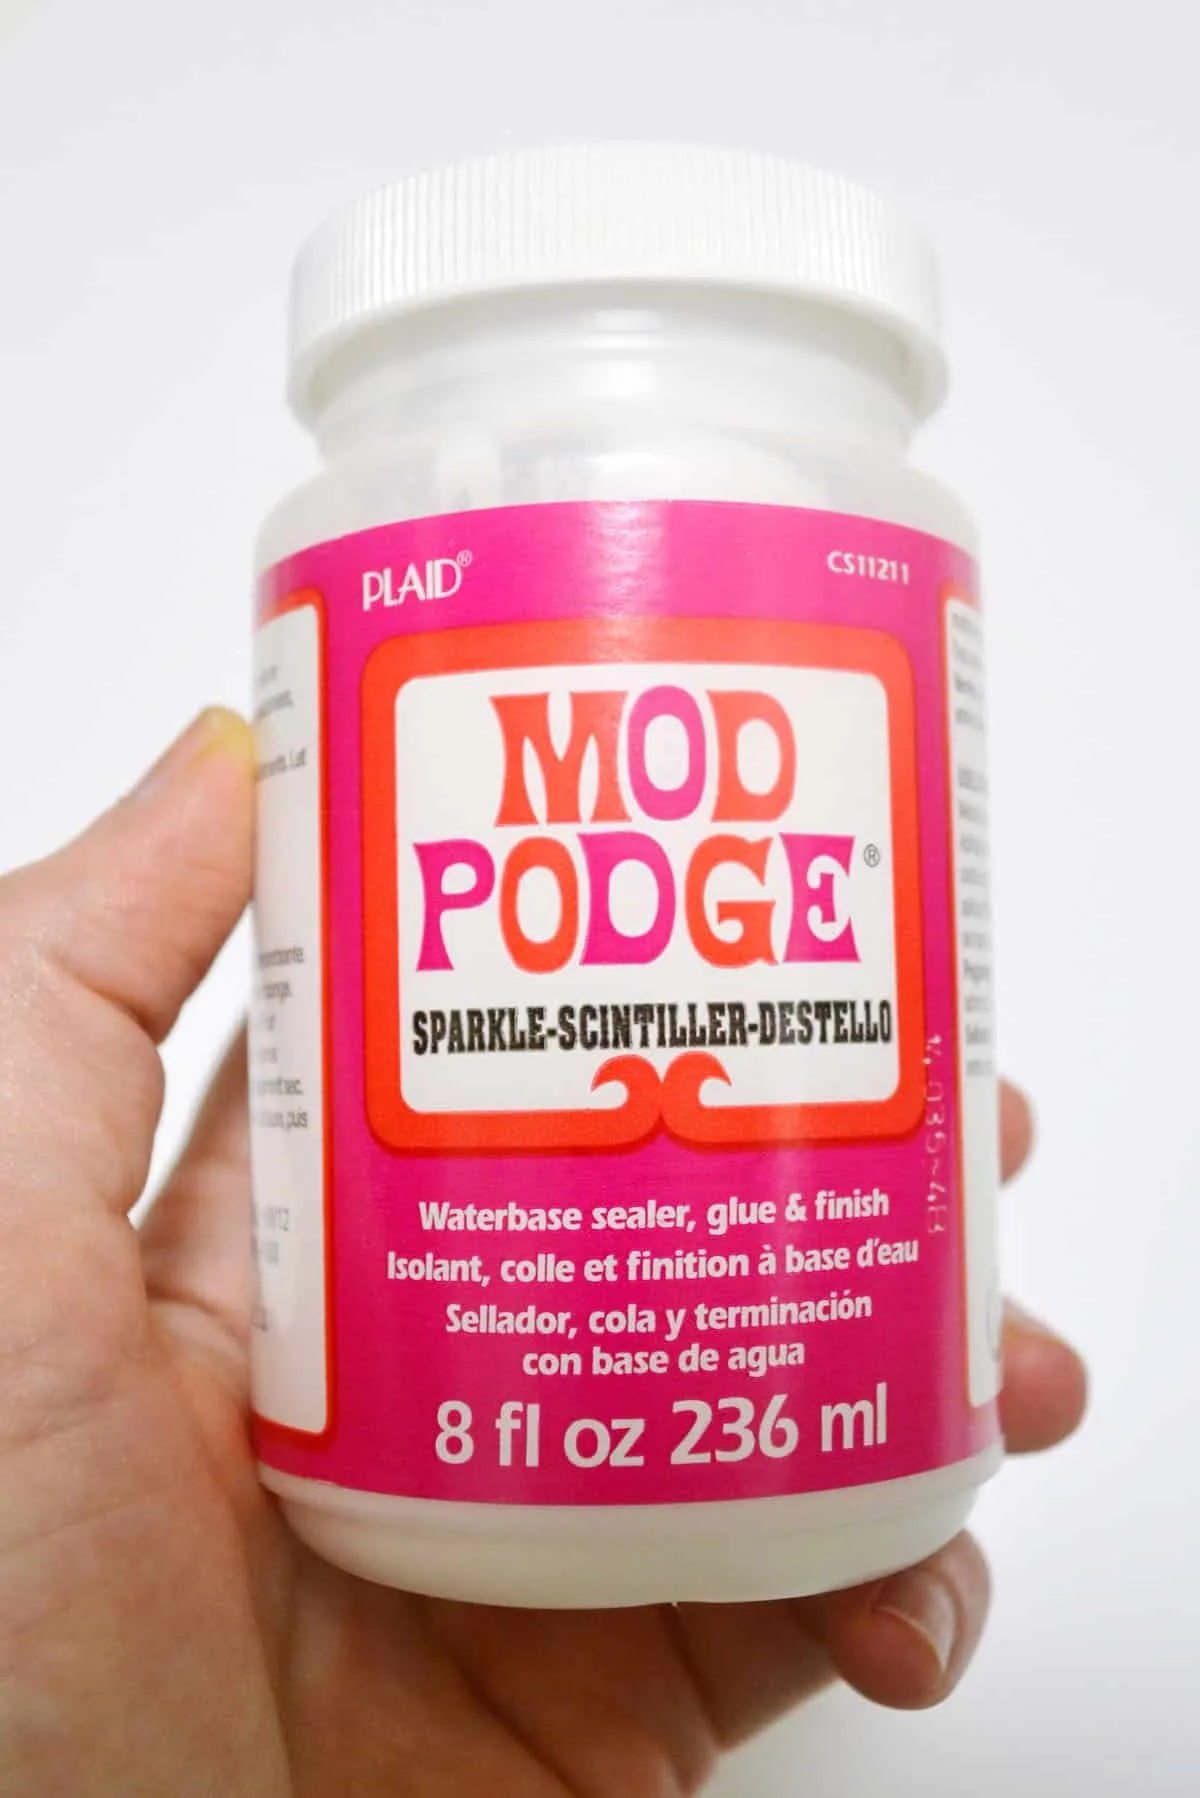 PLAID®
CS11211
MOD
PODGE®
SPARKLE-SCINTILLER-DESTELLO
Waterbase sealer, glue & finish
Isolant, colle et finition à base d'eau
Sellador, cola y terminación
con base de agua
8 fl oz 236 ml